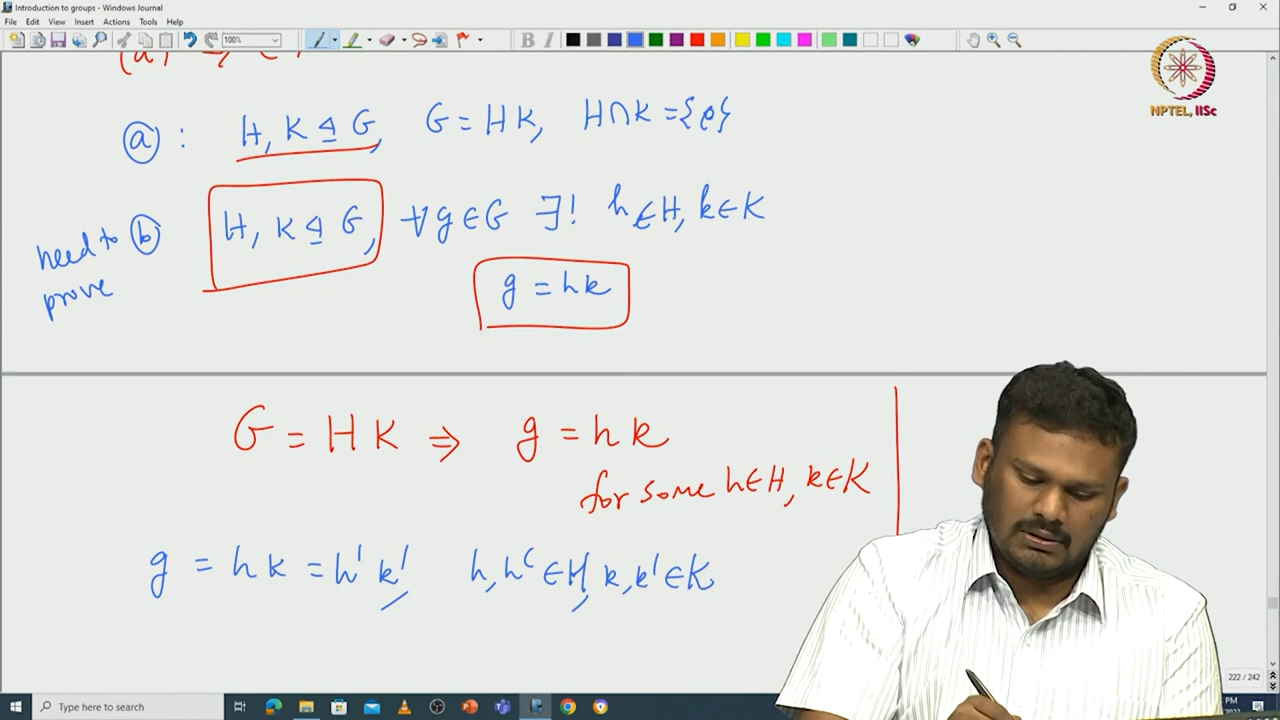 Introduction to groups - Windows Journal
File Edit View Insert Actions Tools Help
100%
B I
NPTEL, IISc
(a) ⇒
(a) : H, K ⊴ G, G = HK, H∩K = {e}
need to prove (b) H, K ⊴ G, ∀ g ∈ G ∃! h ∈ H, k ∈ K
g = hk
G = HK ⇒ g = hk
for some h ∈ H, k ∈ K
g = hk = h'k' h, h' ∈ H, k, k' ∈ K
222 / 242
Type here to search
PM